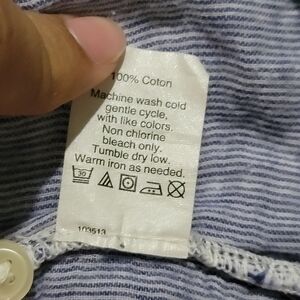 100% Coton
Machine wash cold
gentle cycle,
with like colors.
Non chlorine
bleach only.
Tumble dry low.
Warm iron as needed.
30
103513